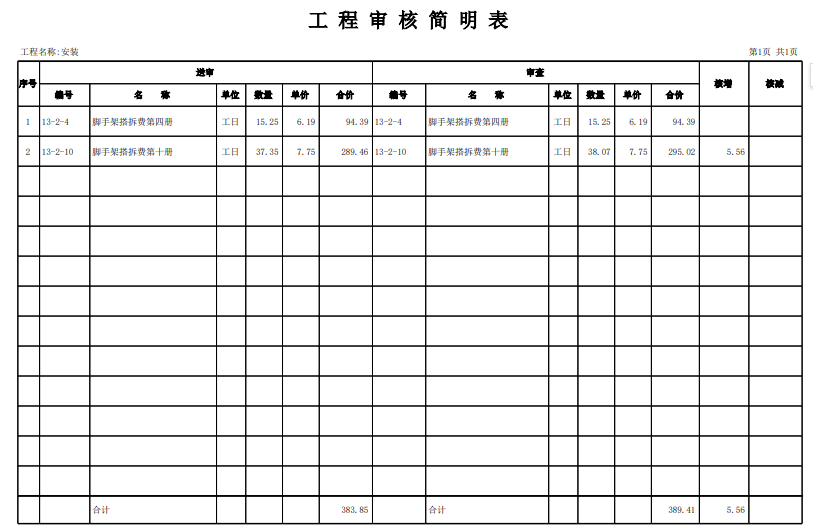 工程审核简明表
工程名称:安装 第1页 共1页
序号 送审 审查 核增 核减
编号 名 称 单位 数量 单价 合价 编号 名 称 单位 数量 单价 合价
1 13-2-4 脚手架搭拆费第四册 工日 15.25 6.19 94.39 13-2-4 脚手架搭拆费第四册 工日 15.25 6.19 94.39
2 13-2-10 脚手架搭拆费第十册 工日 37.35 7.75 289.46 13-2-10 脚手架搭拆费第十册 工日 38.07 7.75 295.02 5.56
合计 383.85 合计 389.41 5.56